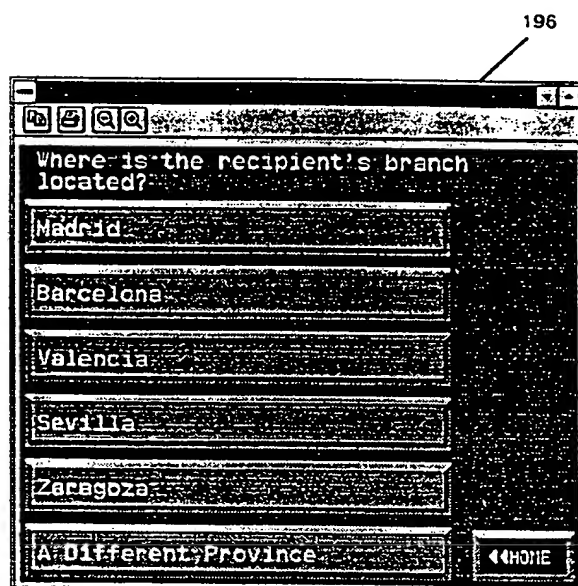 196
Where is the recipient's branch
located?
Madrid
Barcelona
Valencia
Sevilla
Zaragoza
A Different Province
◄◄HOME